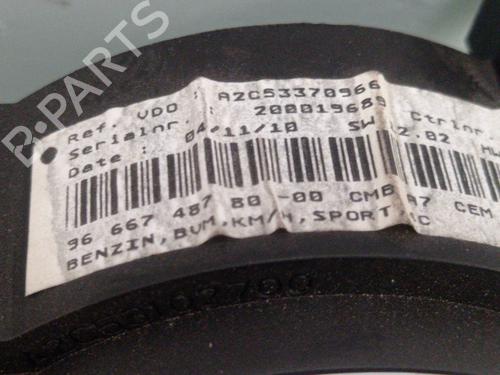 B-PARTS
Ref. VDO : A2C53370966
Serialnr. : 200019689 Ctrlnr.
Date : 04/11/10 SW 2.02 MW
96 667 487 80-00 CMB A7 CEM
BENZIN, BVM, KM/H, SPORT, C